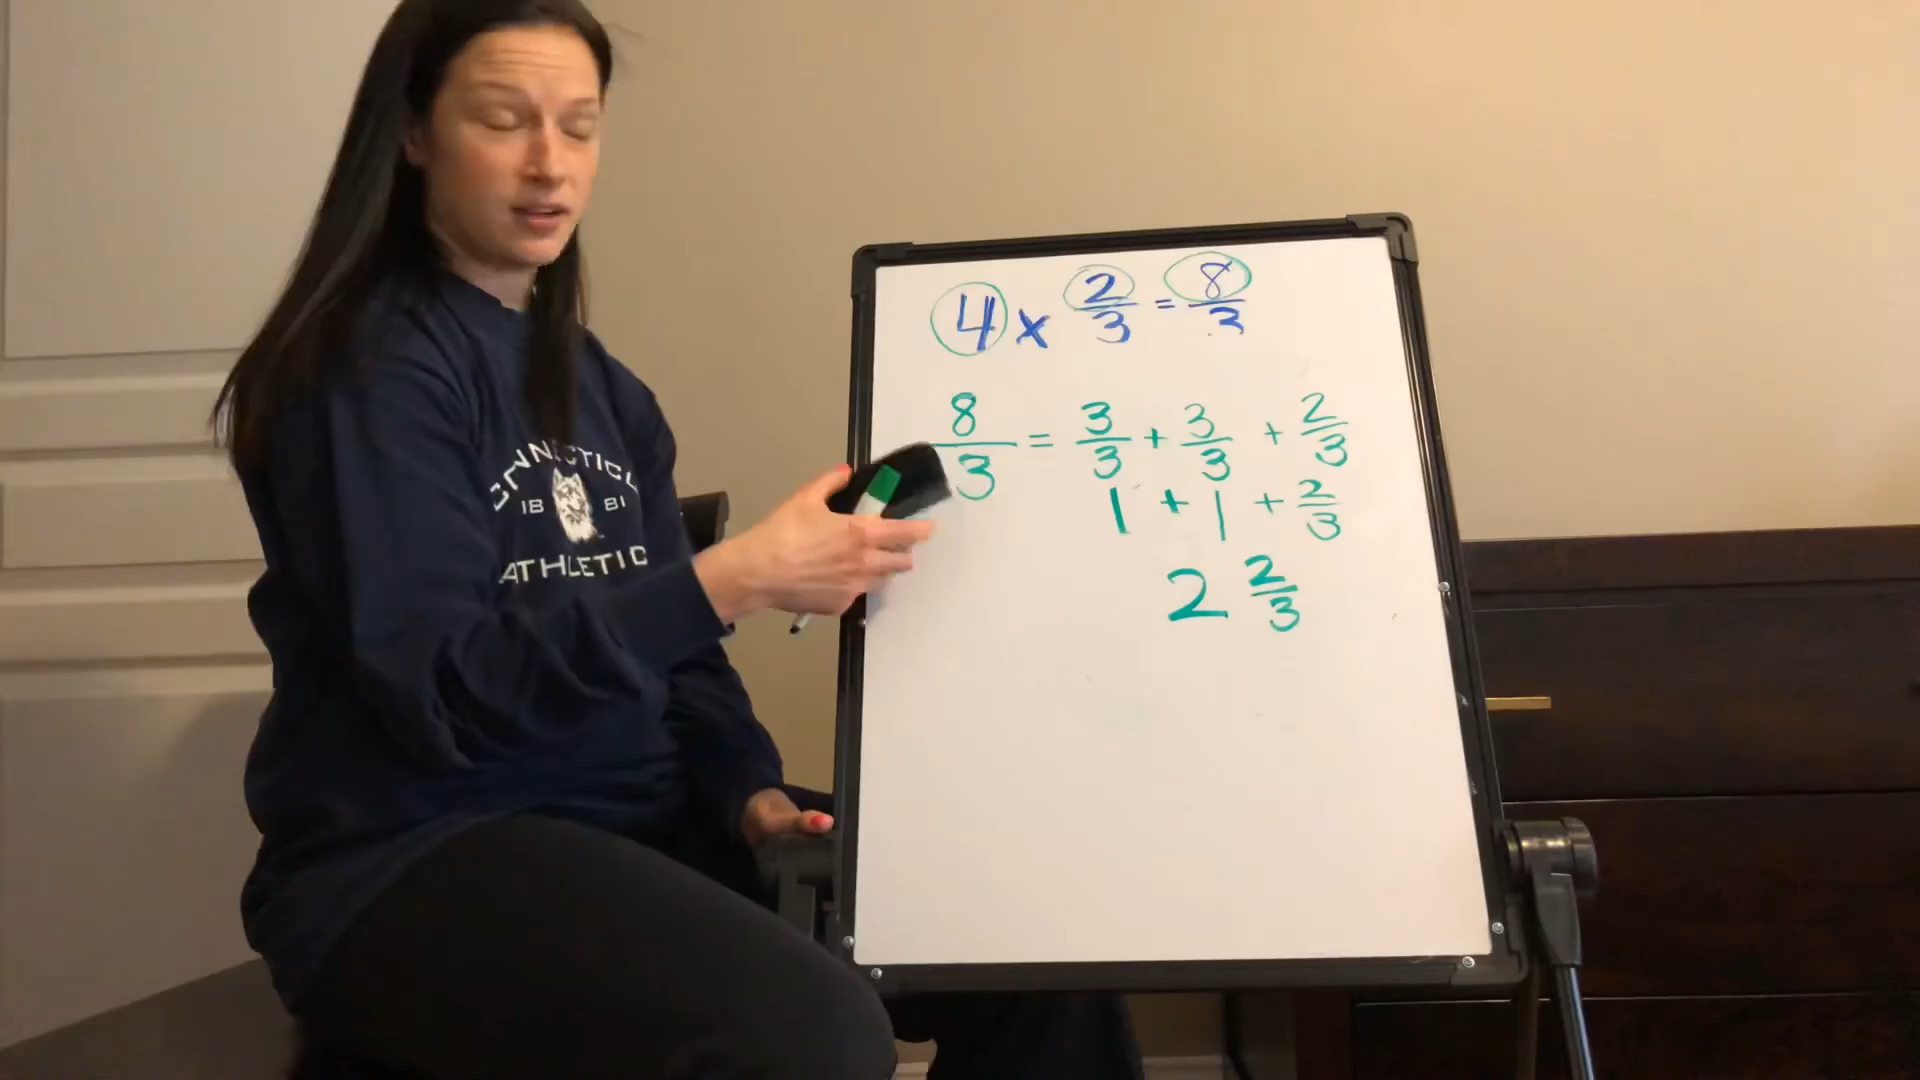 4 x 2/3 = 8/3
8/3 = 3/3 + 3/3 + 2/3
1 + 1 + 2/3
2 2/3
18 81